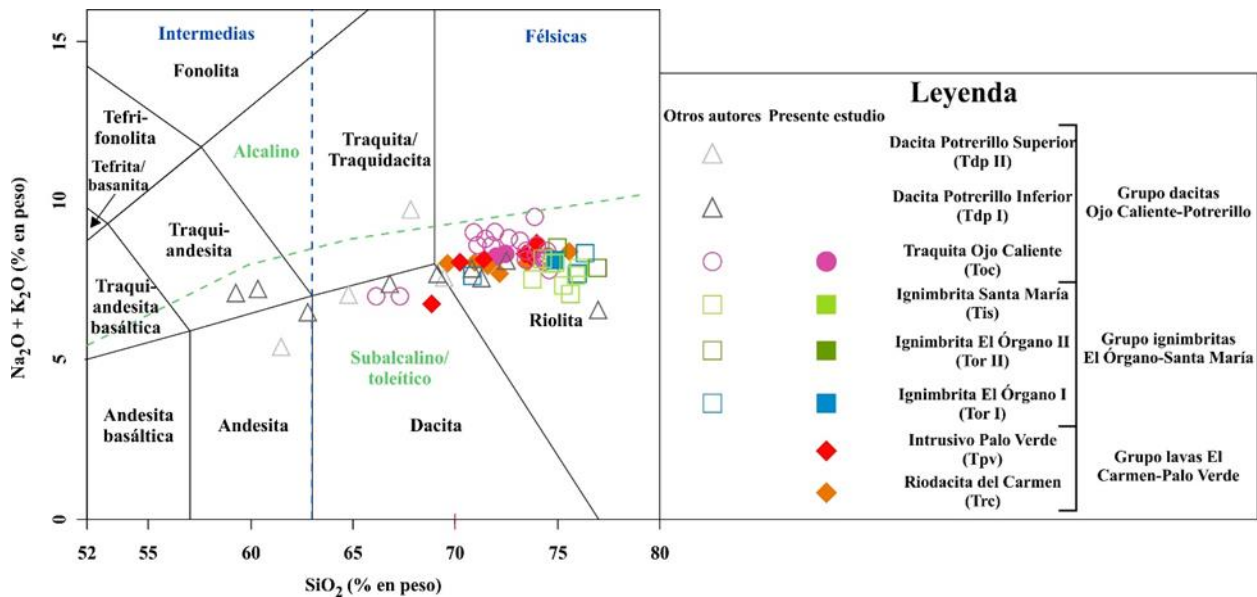 15
10
5
0
Na2O + K2O (% en peso)
Intermedias
Félsicas
Fonolita
Tefri-
fonolita
Alcalino
Traquita/
Traquidacita
Tefrita/
basanita
Traqui-
andesita
Traqui-
andesita
basáltica
Riolita
Subalcalino/
toleítico
Andesita
basáltica
Andesita
Dacita
52
55
60
65
70
75
80
SiO2 (% en peso)
Leyenda
Otros autores
Presente estudio
Dacita Potrerillo Superior
(Tdp II)
Dacita Potrerillo Inferior
(Tdp I)
Grupo dacitas
Ojo Caliente-Potrerillo
Traquita Ojo Caliente
(Toc)
Ignimbrita Santa María
(Tis)
Ignimbrita El Órgano II
(Tor II)
Grupo ignimbritas
El Órgano-Santa María
Ignimbrita El Órgano I
(Tor I)
Intrusivo Palo Verde
(Tpv)
Riodacita del Carmen
(Trc)
Grupo lavas El
Carmen-Palo Verde